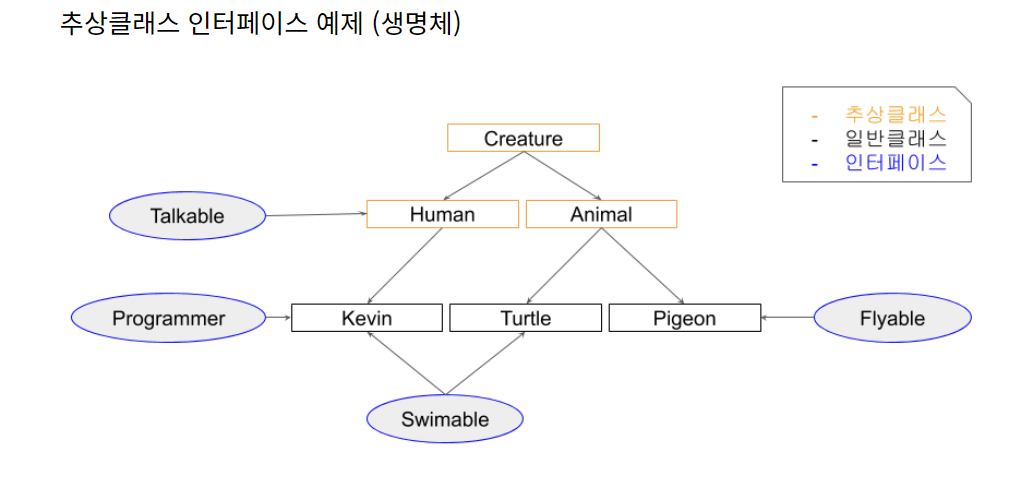 추상클래스 인터페이스 예제 (생명체)
- 추상클래스
- 일반클래스
- 인터페이스
Creature
Talkable
Human
Animal
Programmer
Kevin
Turtle
Pigeon
Flyable
Swimable